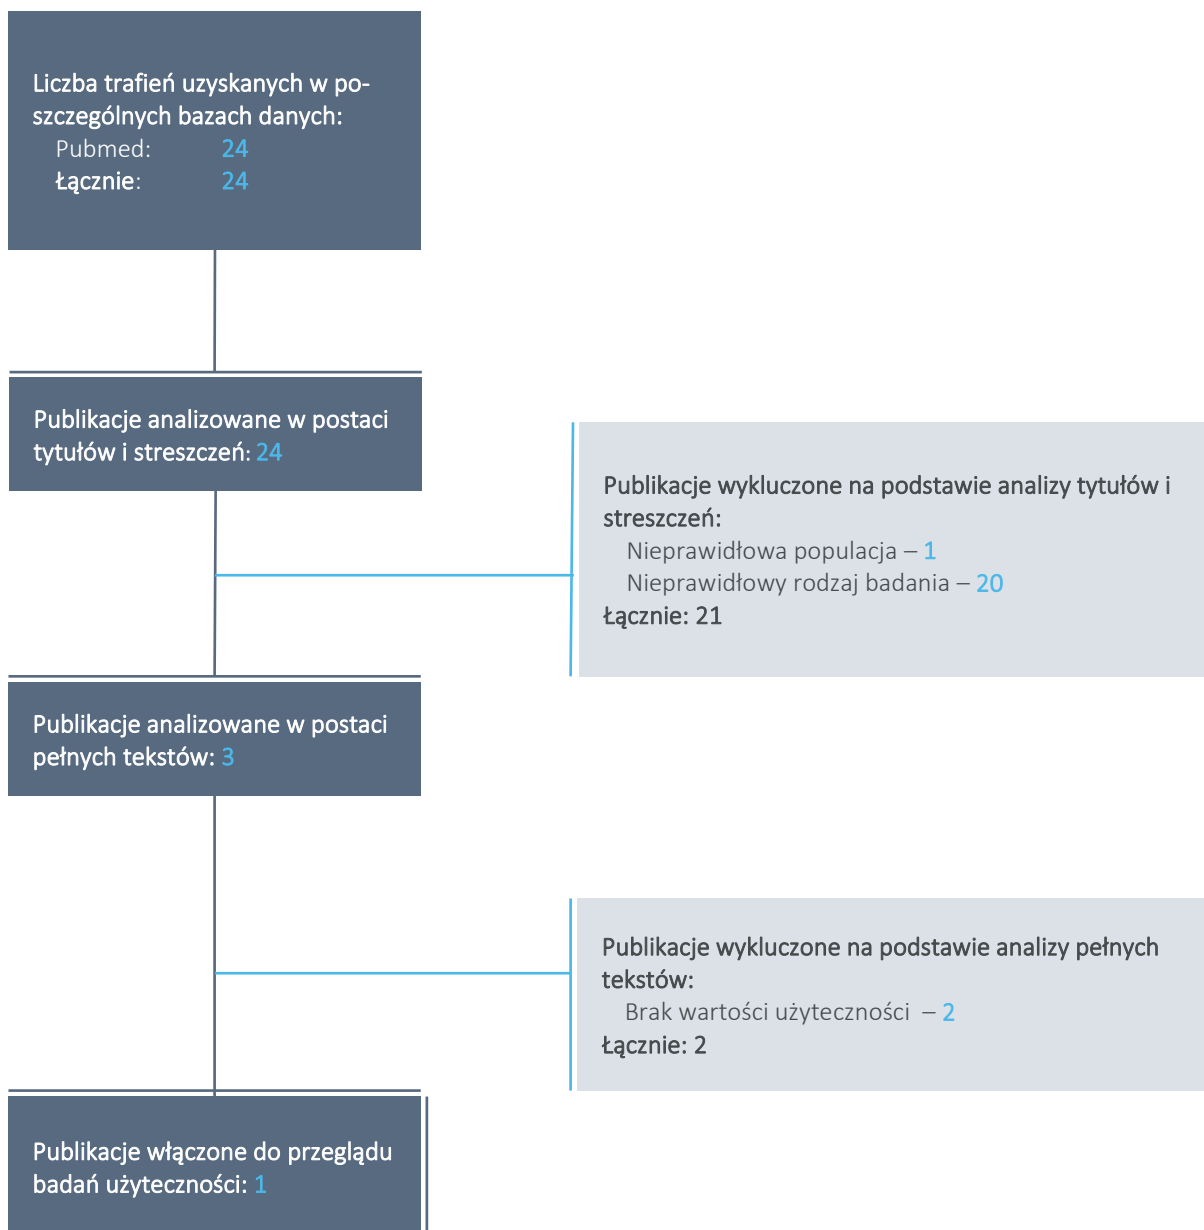 Liczba trafień uzyskanych w po-
szczególnych bazach danych:
Pubmed: 24
Łącznie: 24
Publikacje analizowane w postaci
tytułów i streszczeń: 24
Publikacje wykluczone na podstawie analizy tytułów i
streszczeń:
Nieprawidłowa populacja – 1
Nieprawidłowy rodzaj badania – 20
Łącznie: 21
Publikacje analizowane w postaci
pełnych tekstów: 3
Publikacje wykluczone na podstawie analizy pełnych
tekstów:
Brak wartości użyteczności – 2
Łącznie: 2
Publikacje włączone do przeglądu
badań użyteczności: 1